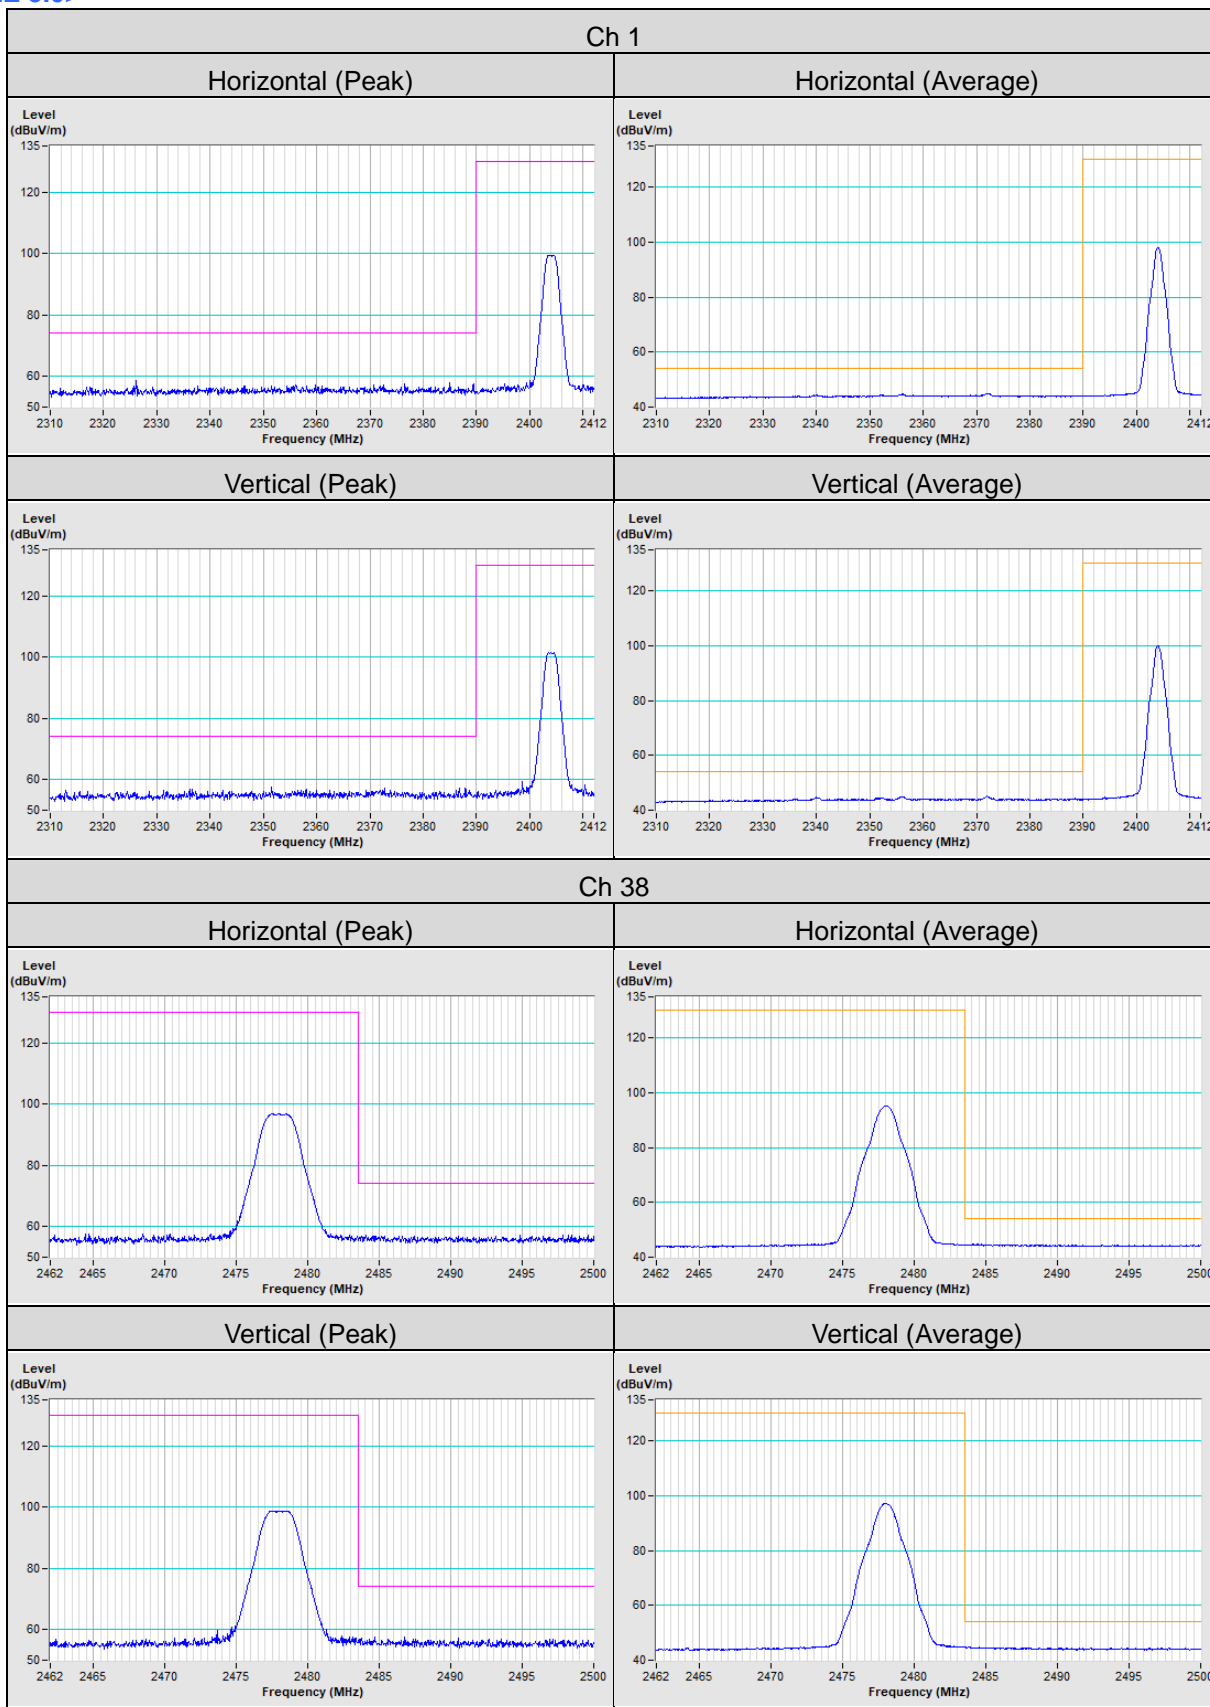 Ch 1
Horizontal (Peak) Horizontal (Average)
Level
(dBuV/m)
135
120
100
80
60
50
2310 2320 2330 2340 2350 2360 2370 2380 2390 2400 2412
Frequency (MHz)
Level
(dBuV/m)
135
120
100
80
60
40
2310 2320 2330 2340 2350 2360 2370 2380 2390 2400 2412
Frequency (MHz)
Vertical (Peak) Vertical (Average)
Level
(dBuV/m)
135
120
100
80
60
50
2310 2320 2330 2340 2350 2360 2370 2380 2390 2400 2412
Frequency (MHz)
Level
(dBuV/m)
135
120
100
80
60
40
2310 2320 2330 2340 2350 2360 2370 2380 2390 2400 2412
Frequency (MHz)
Ch 38
Horizontal (Peak) Horizontal (Average)
Level
(dBuV/m)
135
120
100
80
60
50
2462 2465 2470 2475 2480 2485 2490 2495 2500
Frequency (MHz)
Level
(dBuV/m)
135
120
100
80
60
40
2462 2465 2470 2475 2480 2485 2490 2495 2500
Frequency (MHz)
Vertical (Peak) Vertical (Average)
Level
(dBuV/m)
135
120
100
80
60
50
2462 2465 2470 2475 2480 2485 2490 2495 2500
Frequency (MHz)
Level
(dBuV/m)
135
120
100
80
60
40
2462 2465 2470 2475 2480 2485 2490 2495 2500
Frequency (MHz)